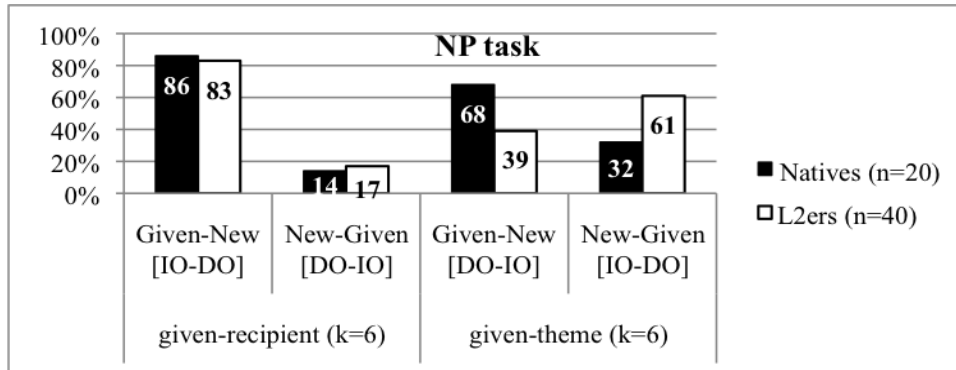 NP task
100%
80%
60%
40%
20%
0%
86
83
14
17
68
39
32
61
Given-New
[IO-DO]
New-Given
[DO-IO]
Given-New
[DO-IO]
New-Given
[IO-DO]
given-recipient (k=6)
given-theme (k=6)
Natives (n=20)
L2ers (n=40)